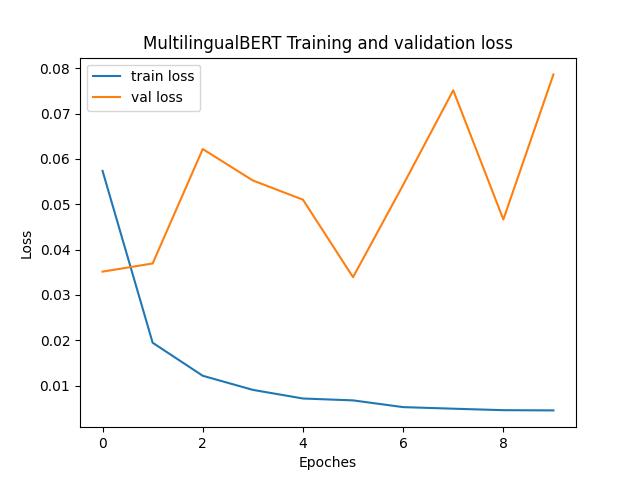 MultilingualBERT Training and validation loss
train loss
val loss
0.08
0.07
0.06
0.05
0.04
0.03
0.02
0.01
Loss
0 2 4 6 8
Epoches